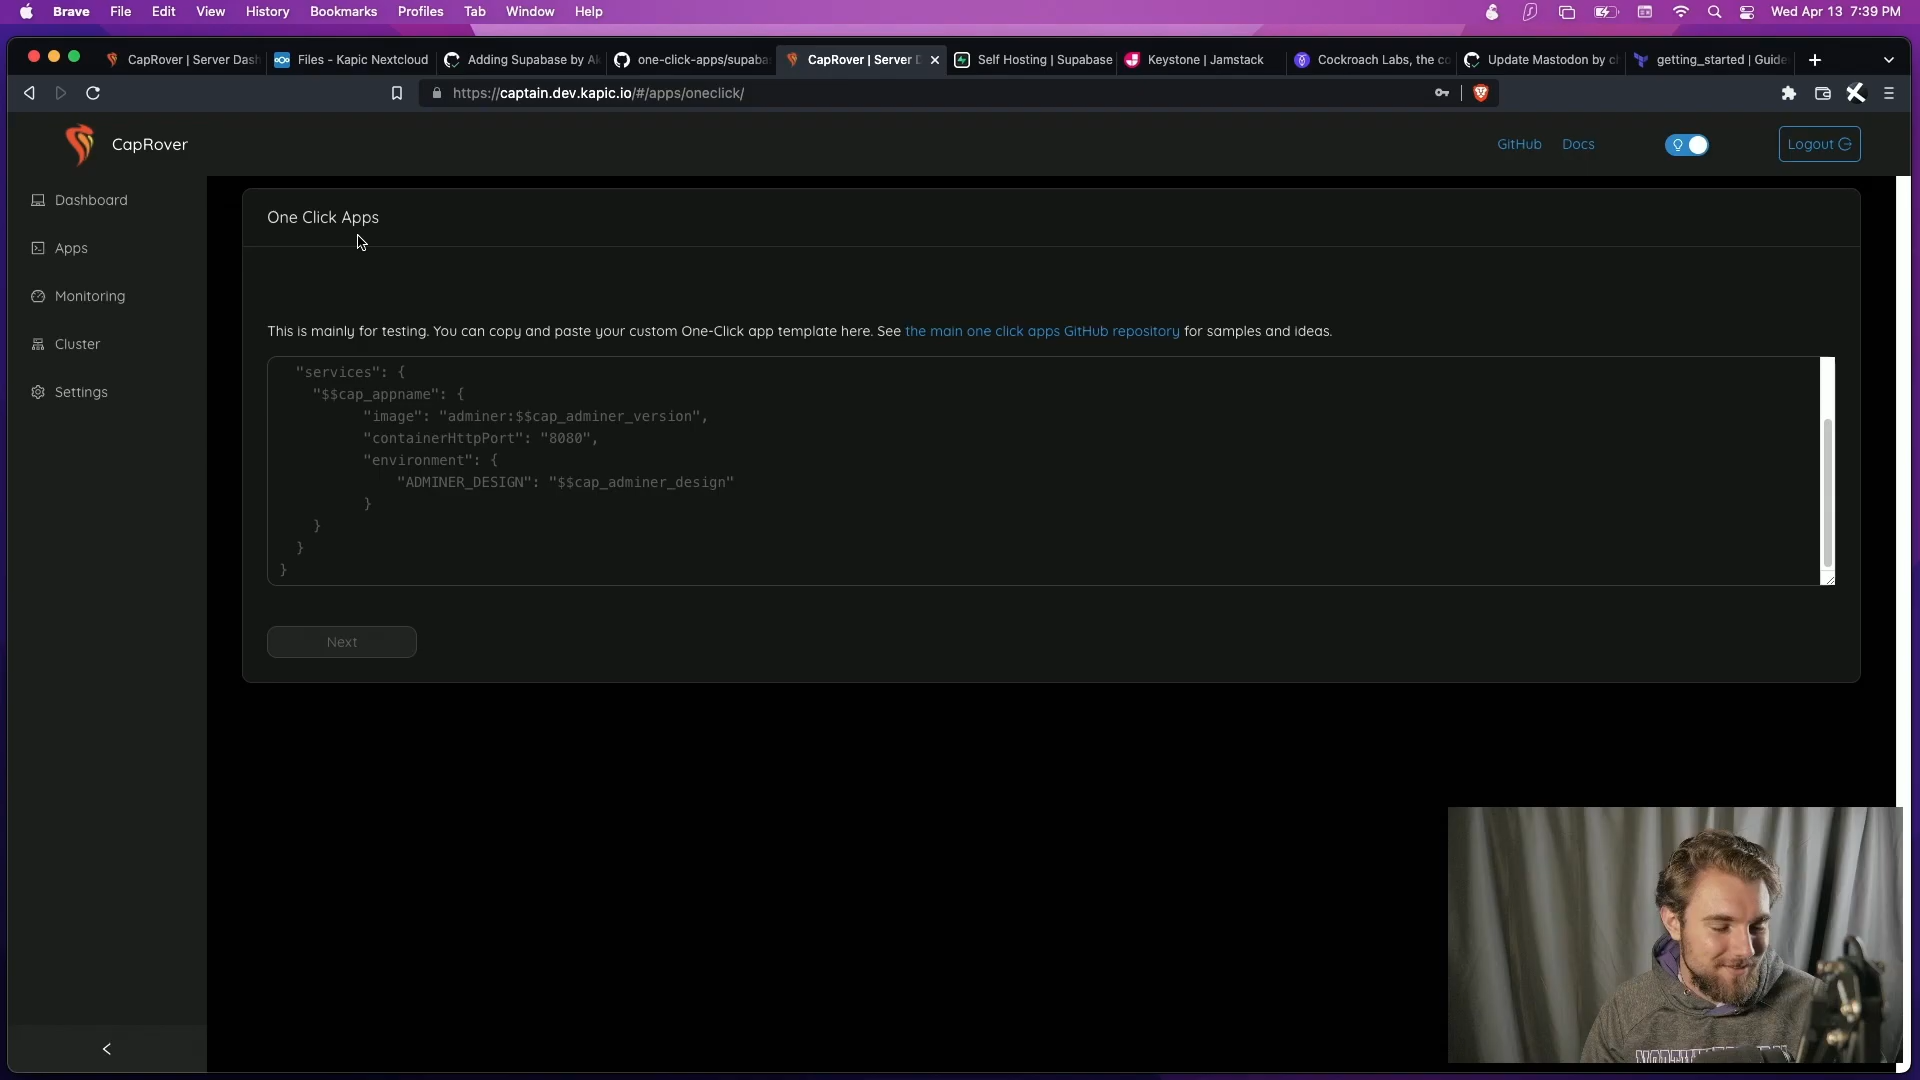 Brave File Edit View History Bookmarks Profiles Tab Window Help Wed Apr 13 7:39 PM
CapRover | Server Dash Files - Kapic Nextcloud Adding Supabase by Al one-click-apps/supaba CapRover | Server D Self Hosting | Supabase Keystone | Jamstack Cockroach Labs, the co Update Mastodon by ch getting_started | Guide
https://captain.dev.kapic.io/#/apps/oneclick/
CapRover GitHub Docs Logout
Dashboard
Apps
Monitoring
Cluster
Settings
One Click Apps
This is mainly for testing. You can copy and paste your custom One-Click app template here. See the main one click apps GitHub repository for samples and ideas.
"services": {
"$$cap_appname": {
"image": "adminer:$$cap_adminer_version",
"containerHttpPort": "8080",
"environment": {
"ADMINER_DESIGN": "$$cap_adminer_design"
}
}
}
}
Next